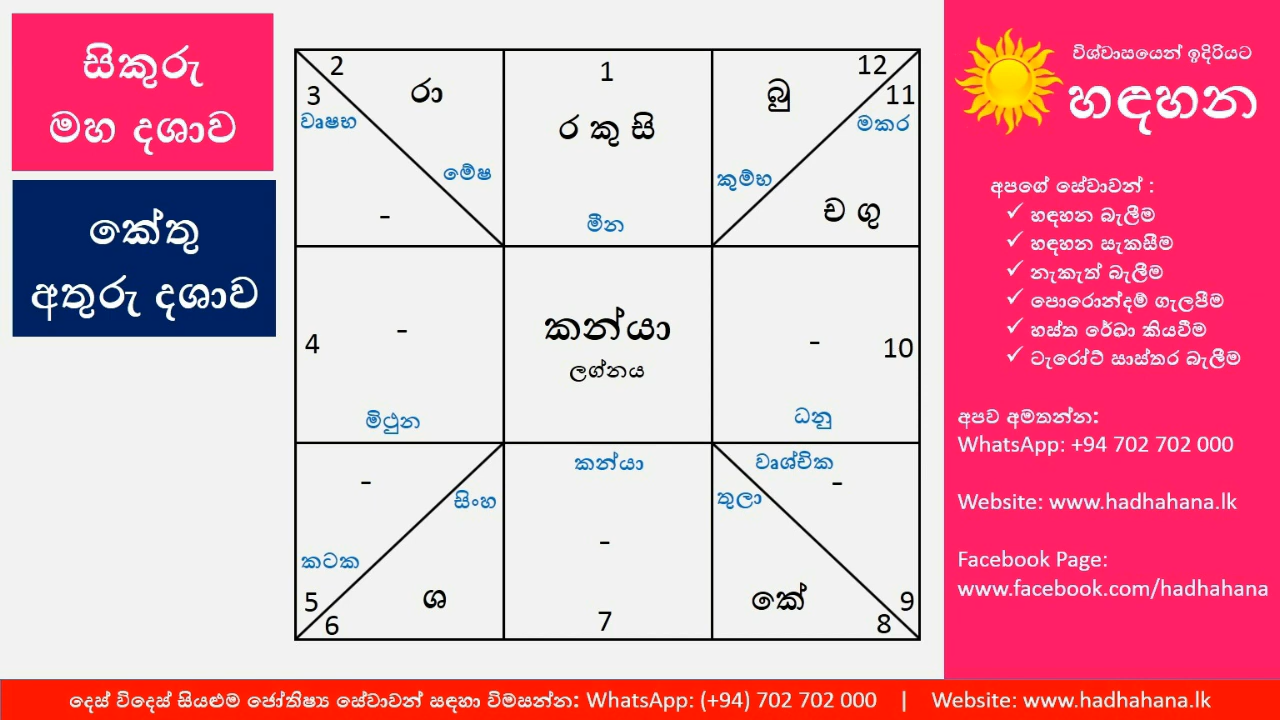 සිකුරු
මහ දශාව
කේතු
අතුරු දශාව
2
රා
3
වෘෂභ
මේෂ
-
1
ර කු සි
මීන
බු
12
11
මකර
කුම්භ
ච ගු
4
-
මිථුන
කන්යා
ලග්නය
-
10
ධනු
-
සිංහ
කටක
ශ
5
6
කන්යා
-
7
වෘශ්චික
තුලා
-
කේ
9
8
විශ්වාසයෙන් ඉදිරියට
හඳහන
අපගේ සේවාවන් :
✓ හඳහන බැලීම
✓ හඳහන සැකසීම
✓ නැකැත් බැලීම
✓ පොරොන්දම් ගැලපීම
✓ හස්ත රේඛා කියවීම
✓ ටැරෝට් සාස්තර බැලීම
අපව අමතන්න:
WhatsApp: +94 702 702 000
Website: www.hadhahana.lk
Facebook Page:
www.facebook.com/hadhahana
දෙස් විදෙස් සියළුම ජෝතිෂ්‍ය සේවාවන් සඳහා විමසන්න: WhatsApp: (+94) 702 702 000 | Website: www.hadhahana.lk